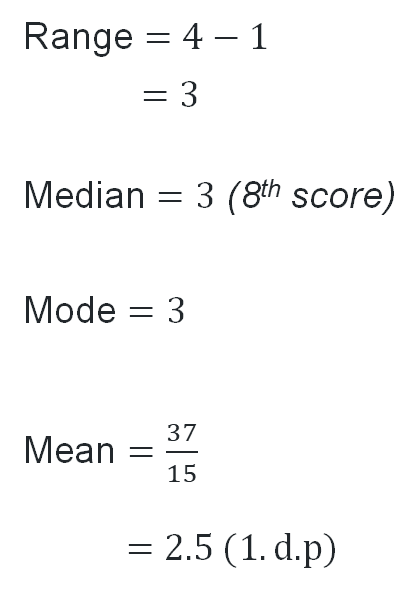 Range = 4 − 1
= 3
Median = 3 (8th score)
Mode = 3
Mean = 37/15
= 2.5 (1. d.p)